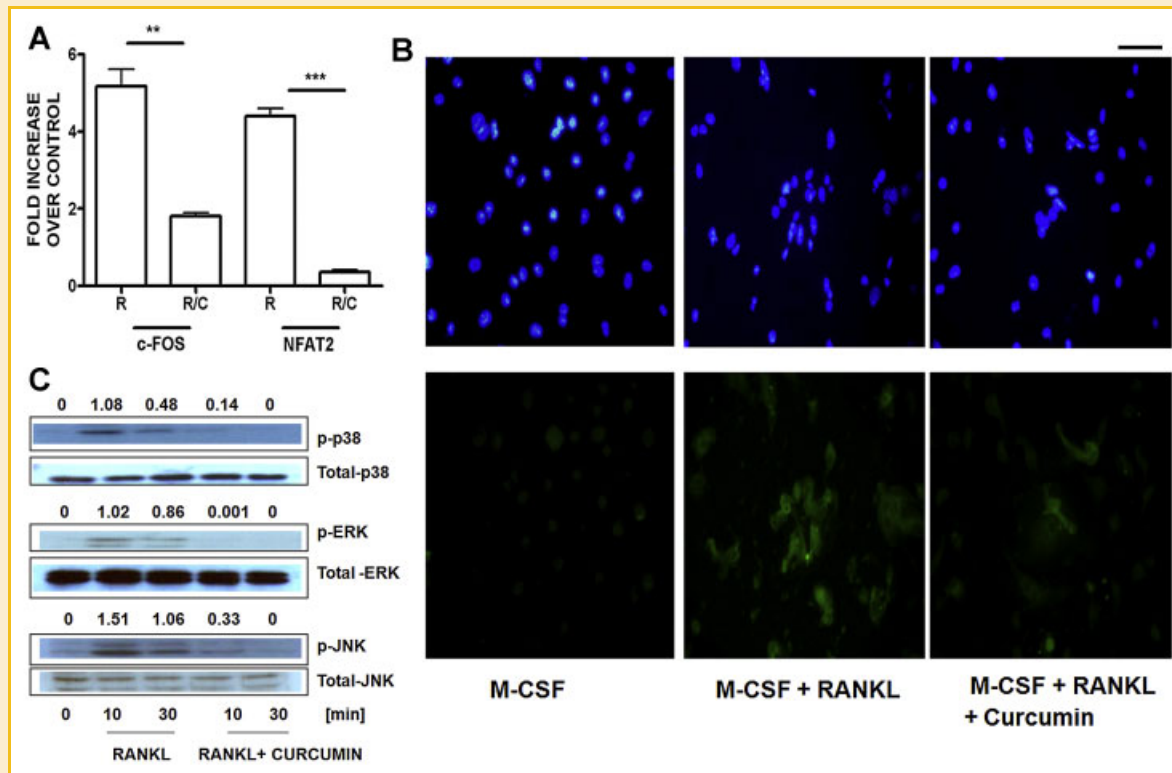 A
**
***
6
4
2
0
FOLD INCREASE
OVER CONTROL
R R/C R R/C
c-FOS NFAT2
B
M-CSF
M-CSF + RANKL
M-CSF + RANKL
+ Curcumin
C
0 1.08 0.48 0.14 0
p-p38
Total-p38
0 1.02 0.86 0.001 0
p-ERK
Total -ERK
0 1.51 1.06 0.33 0
p-JNK
Total-JNK
0 10 30 10 30 [min]
RANKL RANKL+ CURCUMIN